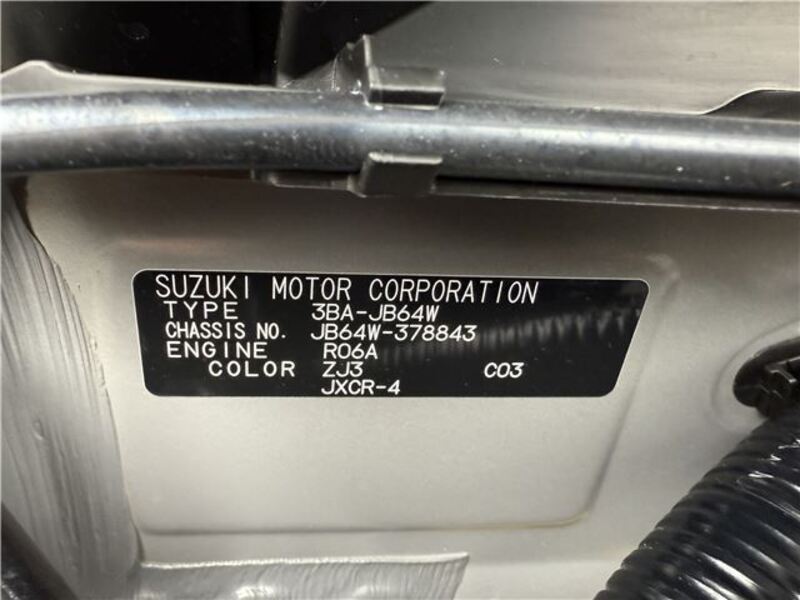 SUZUKI MOTOR CORPORATION
TYPE 3BA-JB64W
CHASSIS NO. JB64W-378843
ENGINE R06A
COLOR ZJ3 C03
JXCR-4